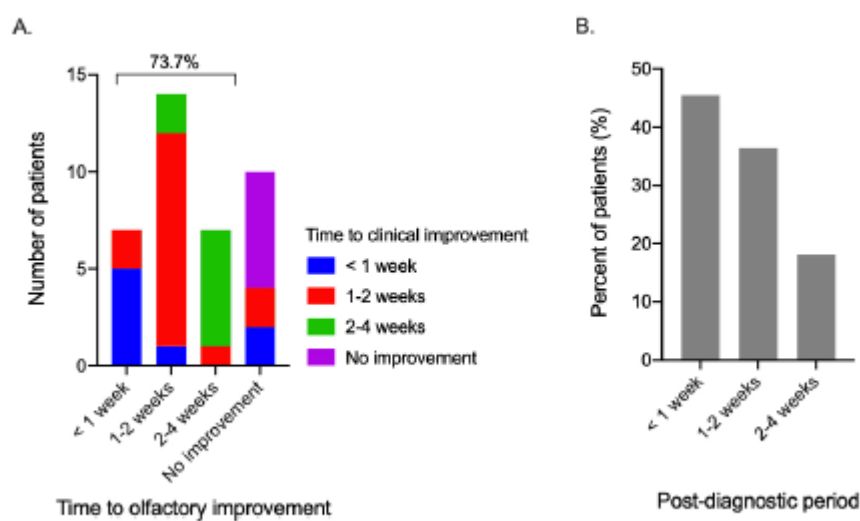 A.
73.7%
15
10
5
0
Number of patients
< 1 week
1-2 weeks
2-4 weeks
No improvement
Time to olfactory improvement
Time to clinical improvement
< 1 week
1-2 weeks
2-4 weeks
No improvement
B.
50
40
30
20
10
0
Percent of patients (%)
< 1 week
1-2 weeks
2-4 weeks
Post-diagnostic period